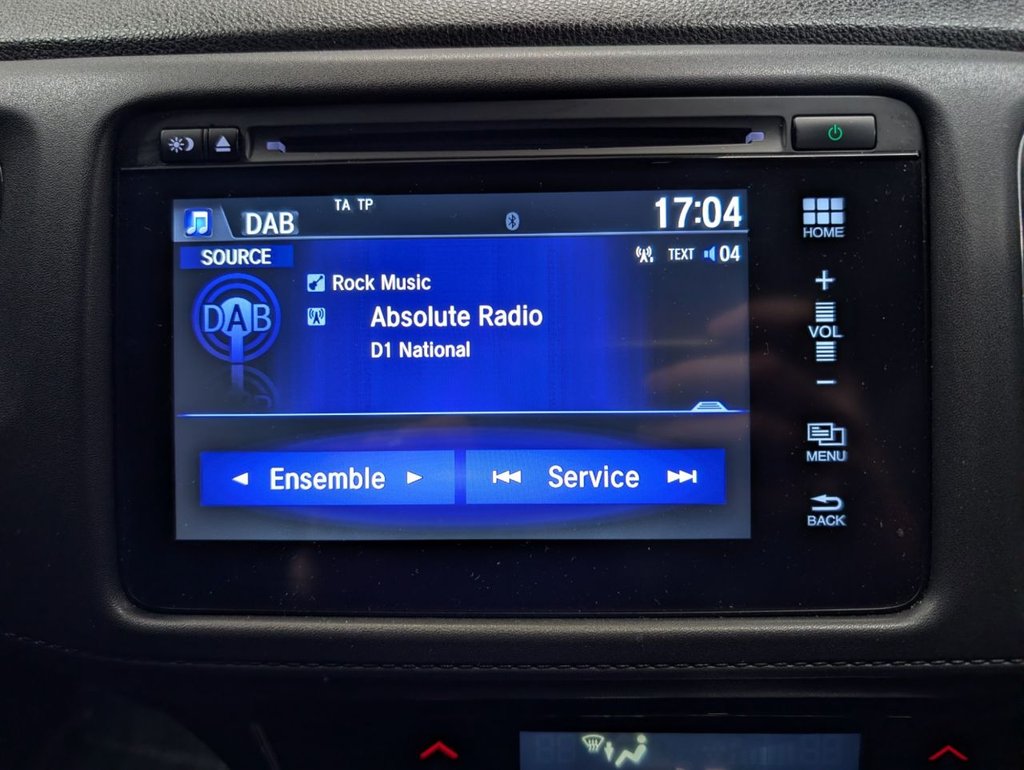 DAB
TA TP
17:04
HOME
SOURCE
TEXT 04
DAB
Rock Music
Absolute Radio
D1 National
+
VOL
-
MENU
Ensemble
Service
BACK